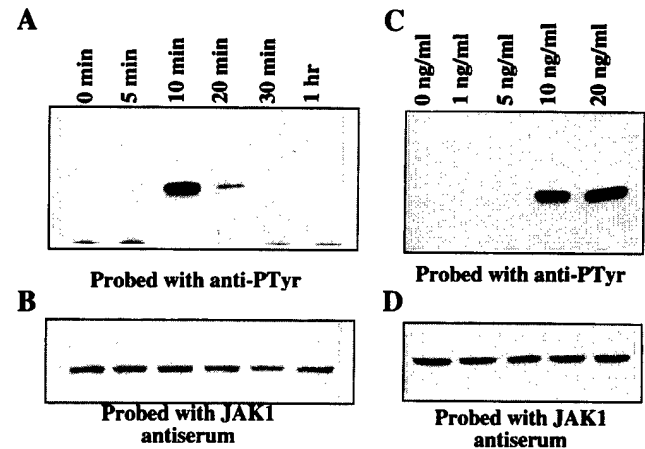 A
0 min
5 min
10 min
20 min
30 min
1 hr
Probed with anti-PTyr
B
Probed with JAK1
antiserum
C
0 ng/ml
1 ng/ml
5 ng/ml
10 ng/ml
20 ng/ml
Probed with anti-PTyr
D
Probed with JAK1
antiserum